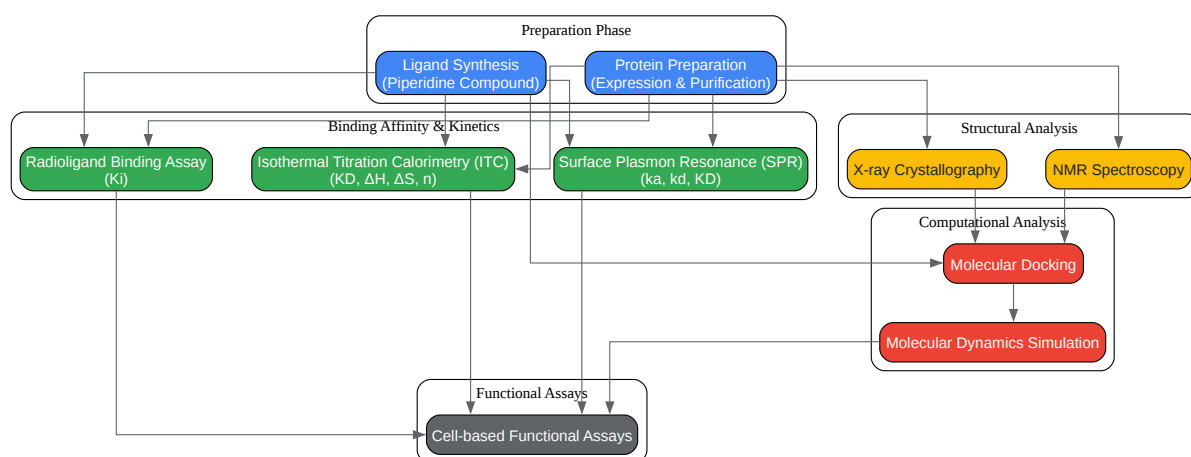 Preparation Phase
Ligand Synthesis
(Piperidine Compound)
Protein Preparation
(Expression & Purification)
Binding Affinity & Kinetics
Structural Analysis
Radioligand Binding Assay
(Ki)
Isothermal Titration Calorimetry (ITC)
(KD, ΔH, ΔS, n)
Surface Plasmon Resonance (SPR)
(ka, kd, KD)
X-ray Crystallography
NMR Spectroscopy
Computational Analysis
Molecular Docking
Molecular Dynamics Simulation
Functional Assays
Cell-based Functional Assays